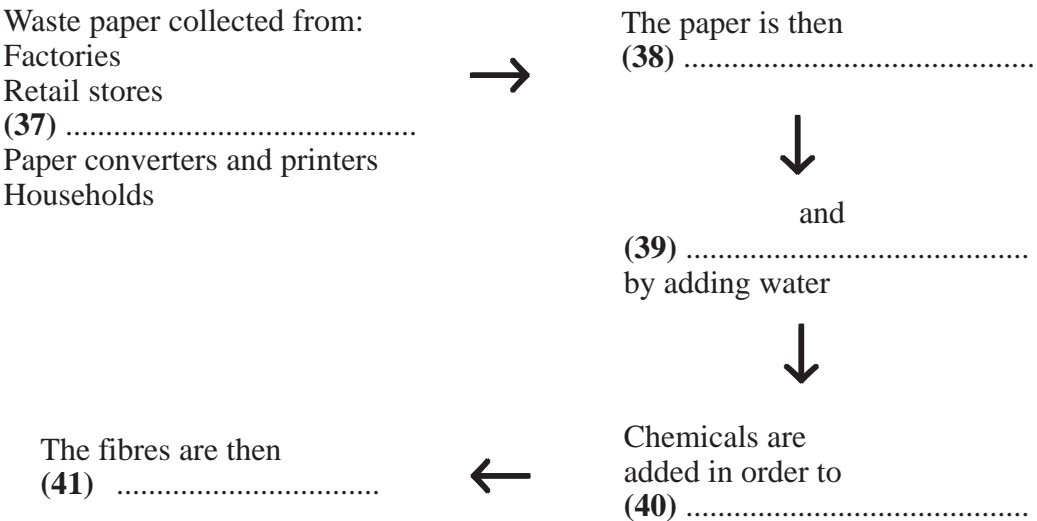 Waste paper collected from:
Factories
Retail stores
(37) ............................................
Paper converters and printers
Households
The paper is then
(38) ............................................
and
(39) ...........................................
by adding water
Chemicals are
added in order to
(40) ...........................................
The fibres are then
(41) .................................